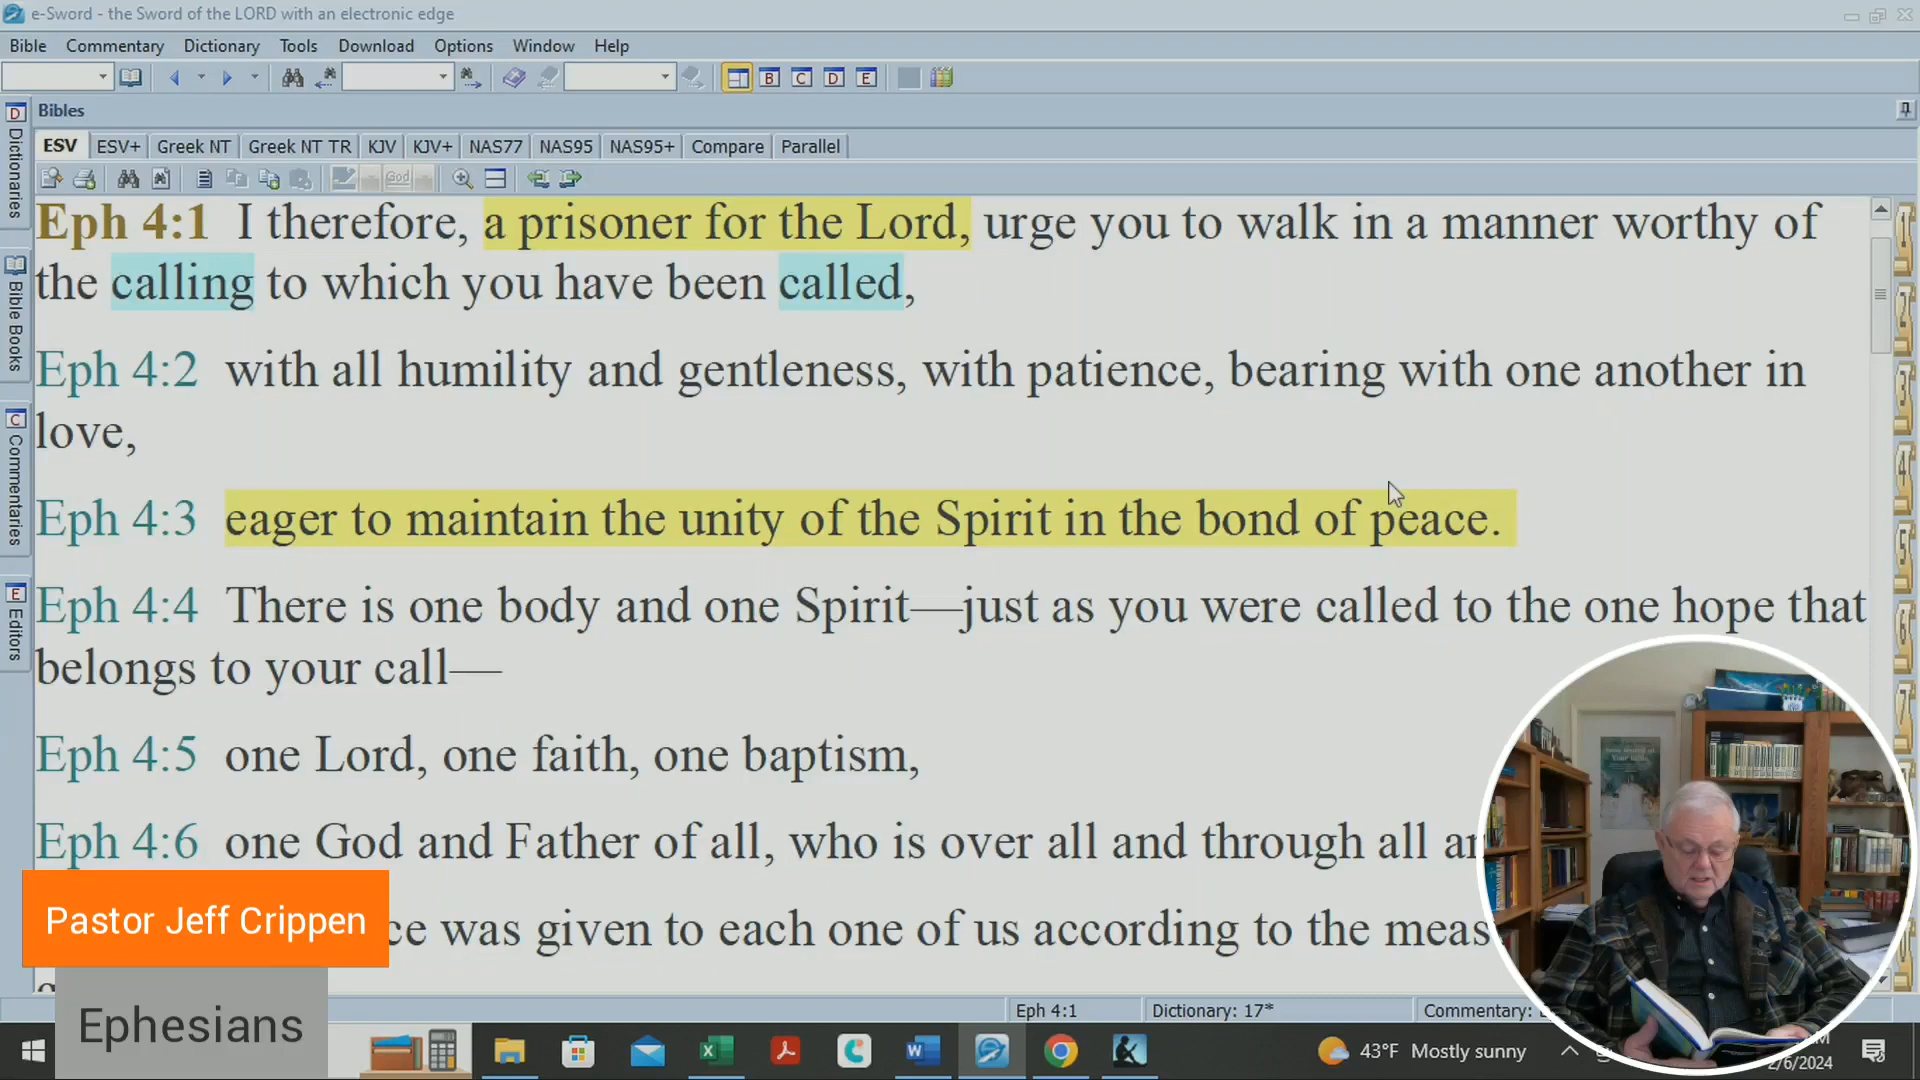 e-Sword - the Sword of the LORD with an electronic edge
Bible Commentary Dictionary Tools Download Options Window Help
B C D E
Bibles
ESV ESV+ Greek NT Greek NT TR KJV KJV+ NAS77 NAS95 NAS95+ Compare Parallel
God
D Dictionaries
Bible Books
C Commentaries
E Editors
Eph 4:1 I therefore, a prisoner for the Lord, urge you to walk in a manner worthy of
the calling to which you have been called,
Eph 4:2 with all humility and gentleness, with patience, bearing with one another in
love,
Eph 4:3 eager to maintain the unity of the Spirit in the bond of peace.
Eph 4:4 There is one body and one Spirit—just as you were called to the one hope that
belongs to your call—
Eph 4:5 one Lord, one faith, one baptism,
Eph 4:6 one God and Father of all, who is over all and through all
was given to each one of us according to the
1
2
3
4
5
6
7
Pastor Jeff Crippen
Ephesians
Eph 4:1 Dictionary: 17* Commentary:
43°F Mostly sunny
2/6/2024